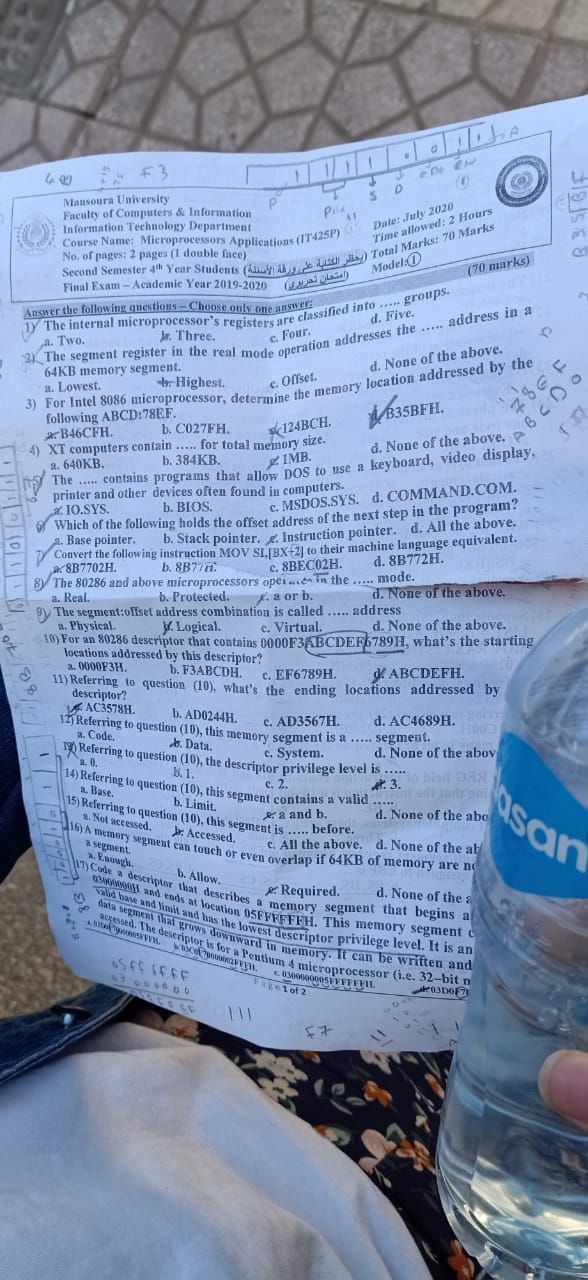 Mansoura University
Faculty of Computers & Information
Information Technology Department
Course Name: Microprocessors Applications (IT425P)
No. of pages: 2 pages (1 double face)
Second Semester 4th Year Students (يحظر الكتابة على ورقة الأسئلة)
Final Exam – Academic Year 2019-2020 (امتحان تحريري)
Date: July 2020
Time allowed: 2 Hours
Total Marks: 70 Marks
Model: 1
(70 marks)
Answer the following questions – Choose only one answer:
1) The internal microprocessor's registers are classified into ..... groups.
a. Two. b. Three. c. Four. d. Five.
2) The segment register in the real mode operation addresses the ..... address in a
64KB memory segment.
a. Lowest. b. Highest. c. Offset. d. None of the above.
3) For Intel 8086 microprocessor, determine the memory location addressed by the
following ABCD:78EF.
a. B46CFH. b. C027FH. c. 124BCH. d. B35BFH.
4) XT computers contain ..... for total memory size.
a. 640KB. b. 384KB. c. 1MB. d. None of the above.
5) The ..... contains programs that allow DOS to use a keyboard, video display,
printer and other devices often found in computers.
a. IO.SYS. b. BIOS. c. MSDOS.SYS. d. COMMAND.COM.
6) Which of the following holds the offset address of the next step in the program?
a. Base pointer. b. Stack pointer. c. Instruction pointer. d. All the above.
7) Convert the following instruction MOV SI,[BX+2] to their machine language equivalent.
a. 8B7702H. b. 8B77H. c. 8BEC02H. d. 8B772H.
8) The 80286 and above microprocessors operate in the ..... mode.
a. Real. b. Protected. c. a or b. d. None of the above.
9) The segment:offset address combination is called ..... address
a. Physical. b. Logical. c. Virtual. d. None of the above.
10) For an 80286 descriptor that contains 0000F3ABCDEF6789H, what's the starting
locations addressed by this descriptor?
a. 0000F3H. b. F3ABCDH. c. EF6789H. d. ABCDEFH.
11) Referring to question (10), what's the ending locations addressed by
descriptor?
a. AC3578H. b. AD0244H. c. AD3567H. d. AC4689H.
12) Referring to question (10), this memory segment is a ..... segment.
a. Code. b. Data. c. System. d. None of the abov
13) Referring to question (10), the descriptor privilege level is .....
a. 0. b. 1. c. 2. d. 3.
14) Referring to question (10), this segment contains a valid .....
a. Base. b. Limit. c. a and b. d. None of the abo
15) Referring to question (10), this segment is ..... before.
a. Not accessed. b. Accessed. c. All the above. d. None of the ab
16) A memory segment can touch or even overlap if 64KB of memory are no
a segment.
a. Enough. b. Allow. c. Required. d. None of the a
17) Code a descriptor that describes a memory segment that begins a
03000000H and ends at location 05FFFFFFH. This memory segment
valid base and limit and has the lowest descriptor privilege level. It is an
data segment that grows downward in memory. It can be written and
accessed. The descriptor is for a Pentium 4 microprocessor (i.e. 32–bit
c. 0300000005FFFFFFH.
Page 1 of 2
05FF FFFF
03 000000
111
F7
F3
asan